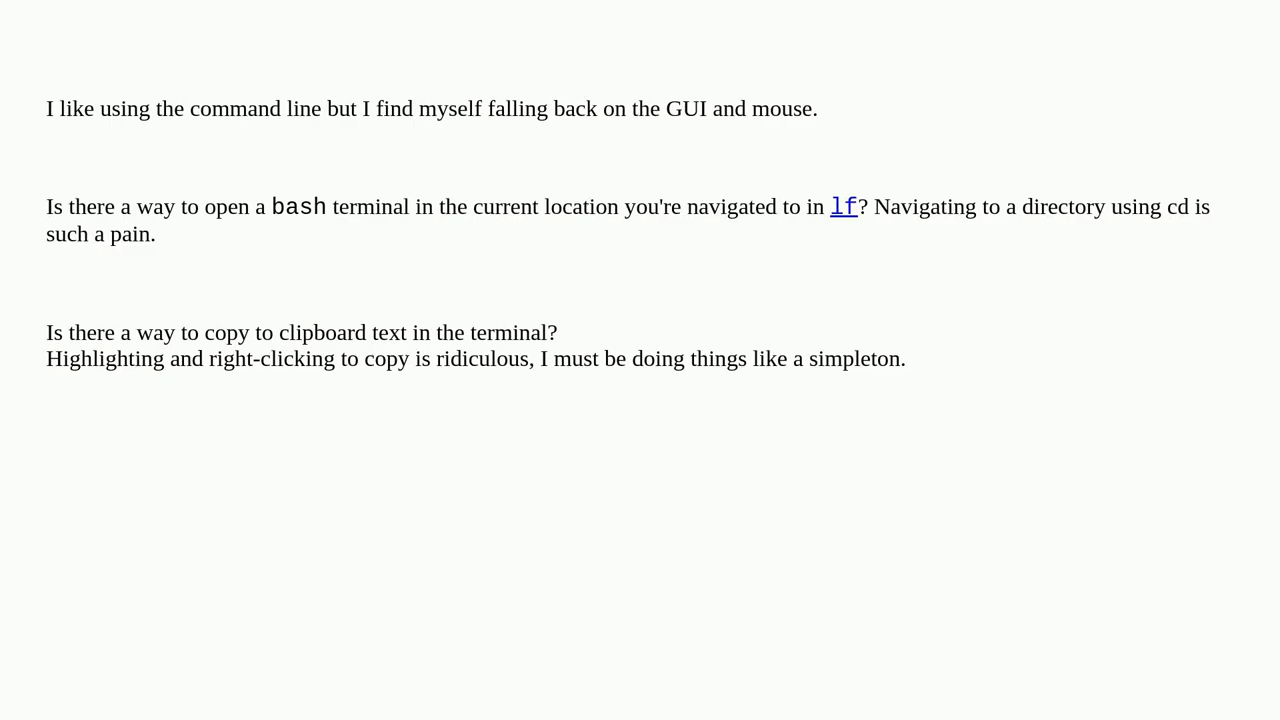 I like using the command line but I find myself falling back on the GUI and mouse.
Is there a way to open a bash terminal in the current location you're navigated to in lf? Navigating to a directory using cd is
such a pain.
Is there a way to copy to clipboard text in the terminal?
Highlighting and right-clicking to copy is ridiculous, I must be doing things like a simpleton.